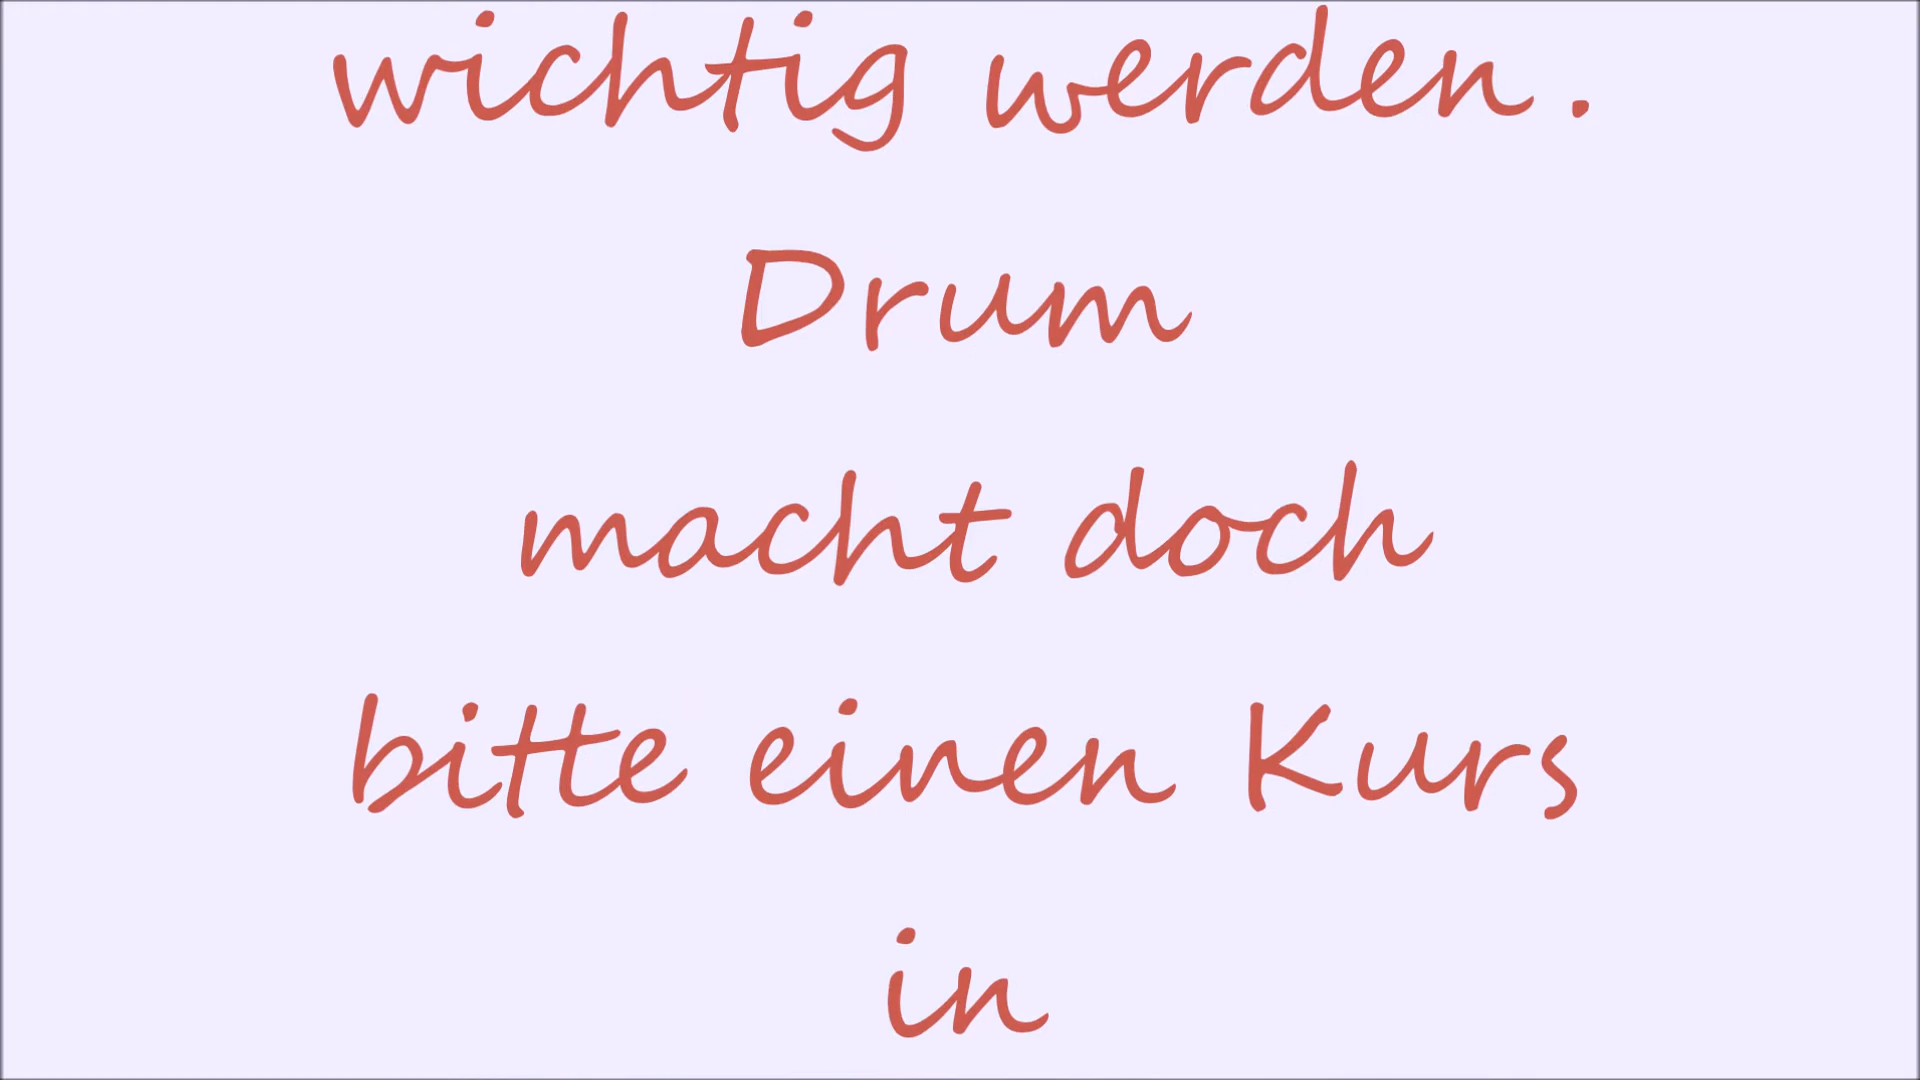 wichtig werden.
Drum
macht doch
bitte einen Kurs
in